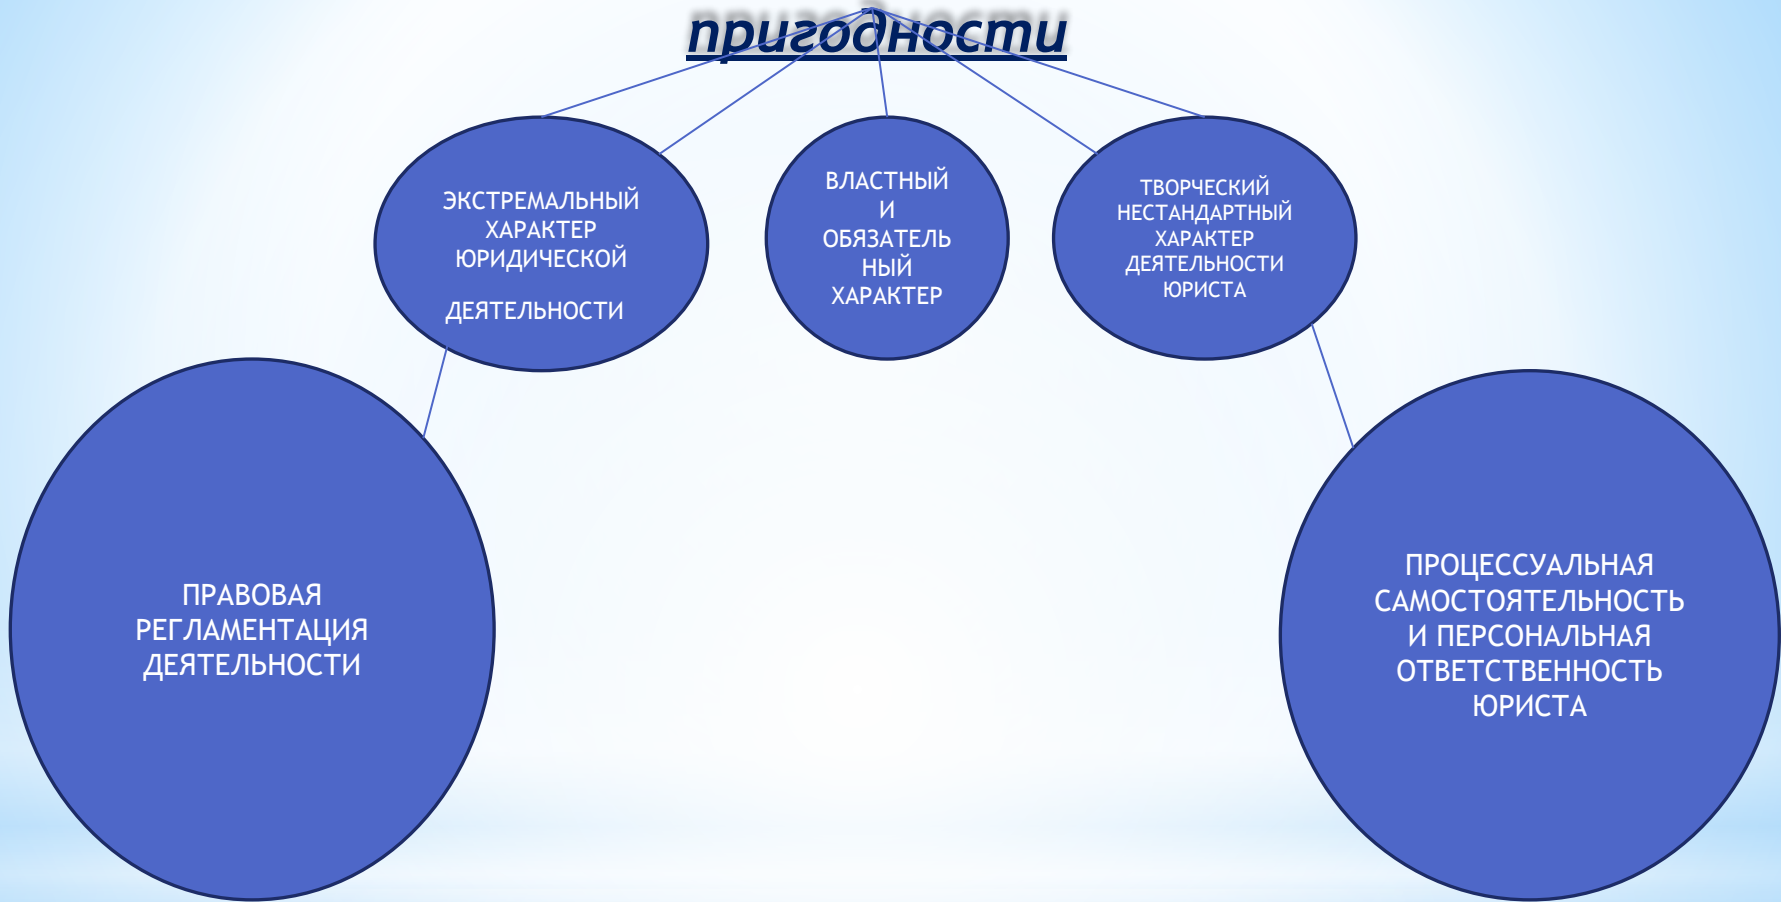 пригодности
ЭКСТРЕМАЛЬНЫЙ
ХАРАКТЕР
ЮРИДИЧЕСКОЙ
ДЕЯТЕЛЬНОСТИ
ВЛАСТНЫЙ
И
ОБЯЗАТЕЛЬ
НЫЙ
ХАРАКТЕР
ТВОРЧЕСКИЙ
НЕСТАНДАРТНЫЙ
ХАРАКТЕР
ДЕЯТЕЛЬНОСТИ
ЮРИСТА
ПРАВОВАЯ
РЕГЛАМЕНТАЦИЯ
ДЕЯТЕЛЬНОСТИ
ПРОЦЕССУАЛЬНАЯ
САМОСТОЯТЕЛЬНОСТЬ
И ПЕРСОНАЛЬНАЯ
ОТВЕТСТВЕННОСТЬ
ЮРИСТА